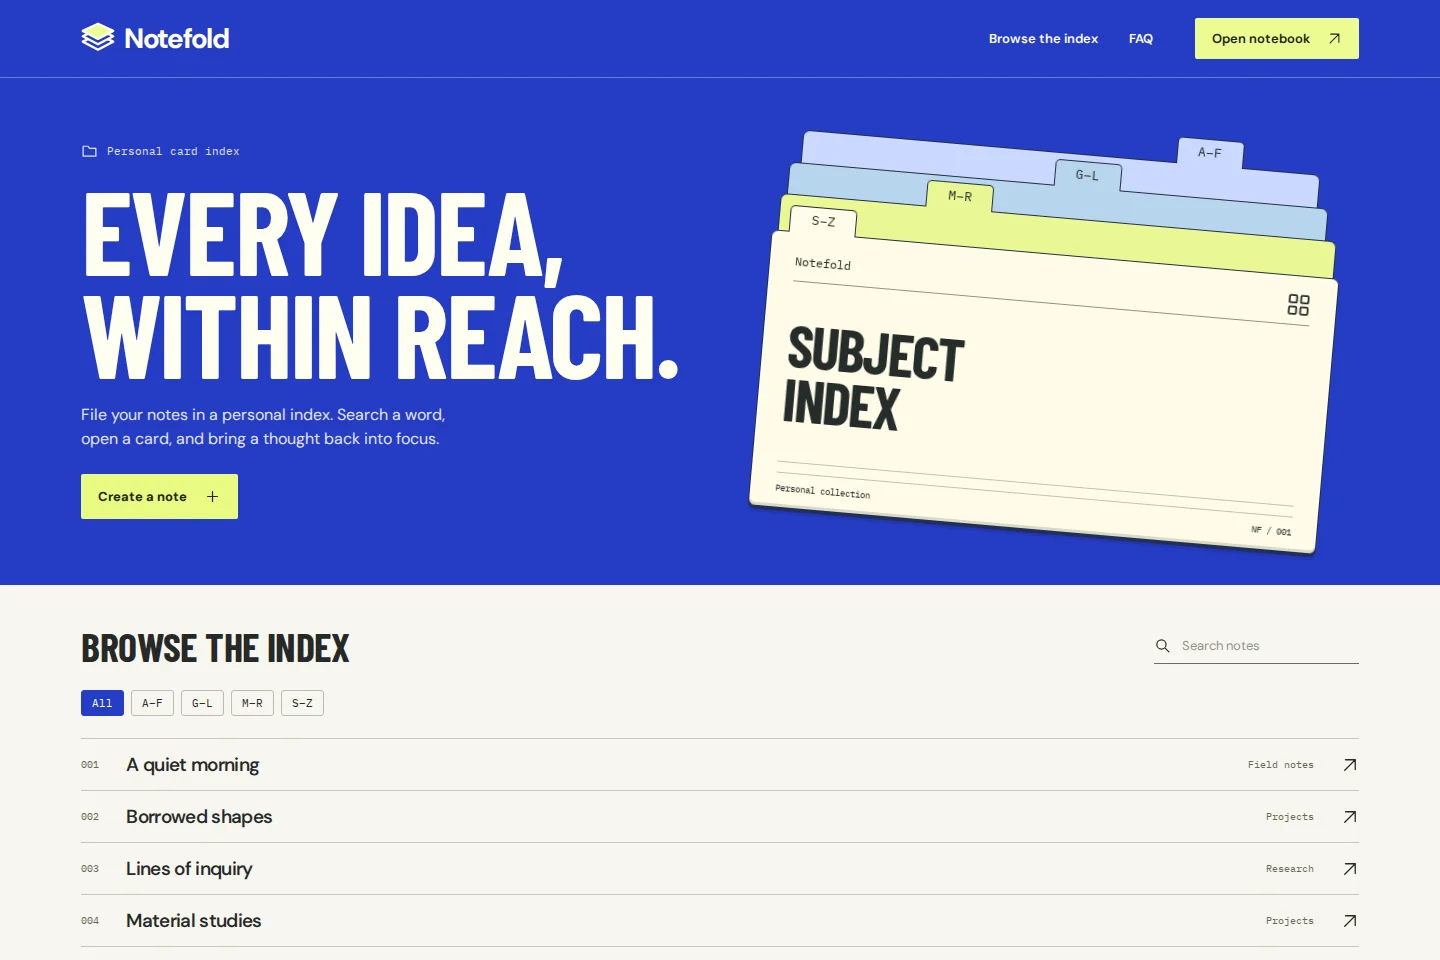 Notefold
Browse the index
FAQ
Open notebook
Personal card index
EVERY IDEA,
WITHIN REACH.
File your notes in a personal index. Search a word,
open a card, and bring a thought back into focus.
Create a note
A–F
G–L
M–R
S–Z
Notefold
SUBJECT
INDEX
Personal collection
NF / 001
BROWSE THE INDEX
Search notes
All
A–F
G–L
M–R
S–Z
001 A quiet morning Field notes
002 Borrowed shapes Projects
003 Lines of inquiry Research
004 Material studies Projects